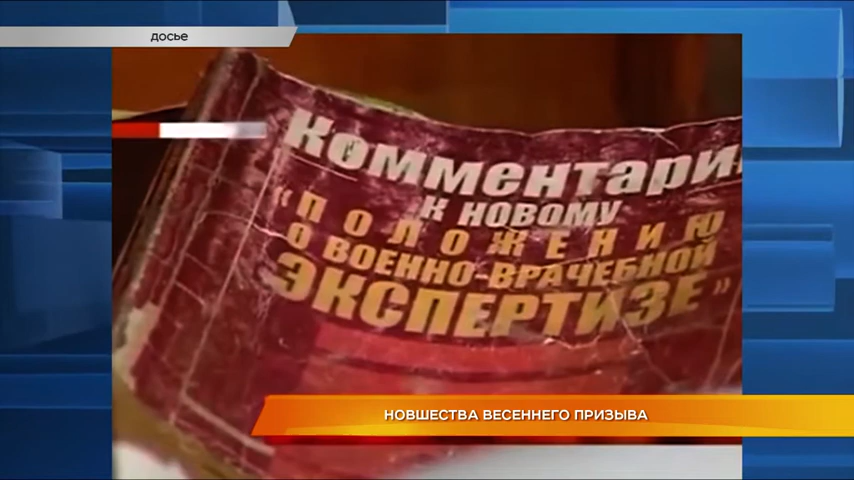 ДОСЬЕ
Комментари
К НОВОМУ
«ПОЛОЖЕНИЮ
О ВОЕННО-ВРАЧЕБНОЙ
ЭКСПЕРТИЗЕ»
НОВШЕСТВА ВЕСЕННЕГО ПРИЗЫВА